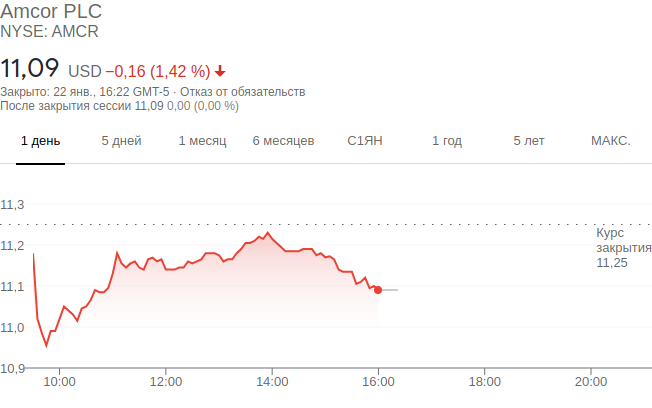 Amcor PLC
NYSE: AMCR
11,09 USD −0,16 (1,42 %)
Закрыто: 22 янв., 16:22 GMT-5 · Отказ от обязательств
После закрытия сессии 11,09 0,00 (0,00 %)
1 день 5 дней 1 месяц 6 месяцев С1ЯН 1 год 5 лет МАКС.
11,3
Курс
11,2 закрытия
11,25
11,1
11,0
10,9
10:00 12:00 14:00 16:00 18:00 20:00